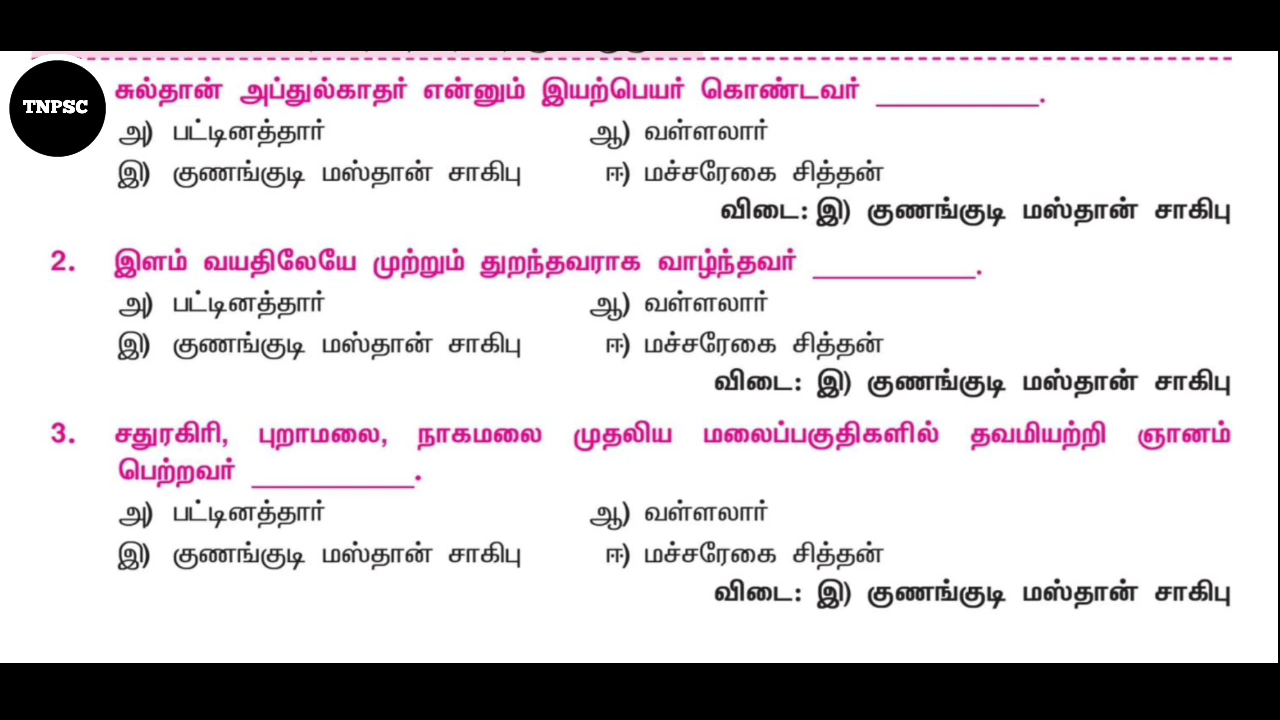 TNPSC
சுல்தான் அப்துல்காதர் என்னும் இயற்பெயர் கொண்டவர் ____________.
அ) பட்டினத்தார் ஆ) வள்ளலார்
இ) குணங்குடி மஸ்தான் சாகிபு ஈ) மச்சரேகை சித்தன்
விடை: இ) குணங்குடி மஸ்தான் சாகிபு
2. இளம் வயதிலேயே முற்றும் துறந்தவராக வாழ்ந்தவர் ____________.
அ) பட்டினத்தார் ஆ) வள்ளலார்
இ) குணங்குடி மஸ்தான் சாகிபு ஈ) மச்சரேகை சித்தன்
விடை: இ) குணங்குடி மஸ்தான் சாகிபு
3. சதுரகிரி, புறாமலை, நாகமலை முதலிய மலைப்பகுதிகளில் தவமியற்றி ஞானம்
பெற்றவர் ____________.
அ) பட்டினத்தார் ஆ) வள்ளலார்
இ) குணங்குடி மஸ்தான் சாகிபு ஈ) மச்சரேகை சித்தன்
விடை: இ) குணங்குடி மஸ்தான் சாகிபு